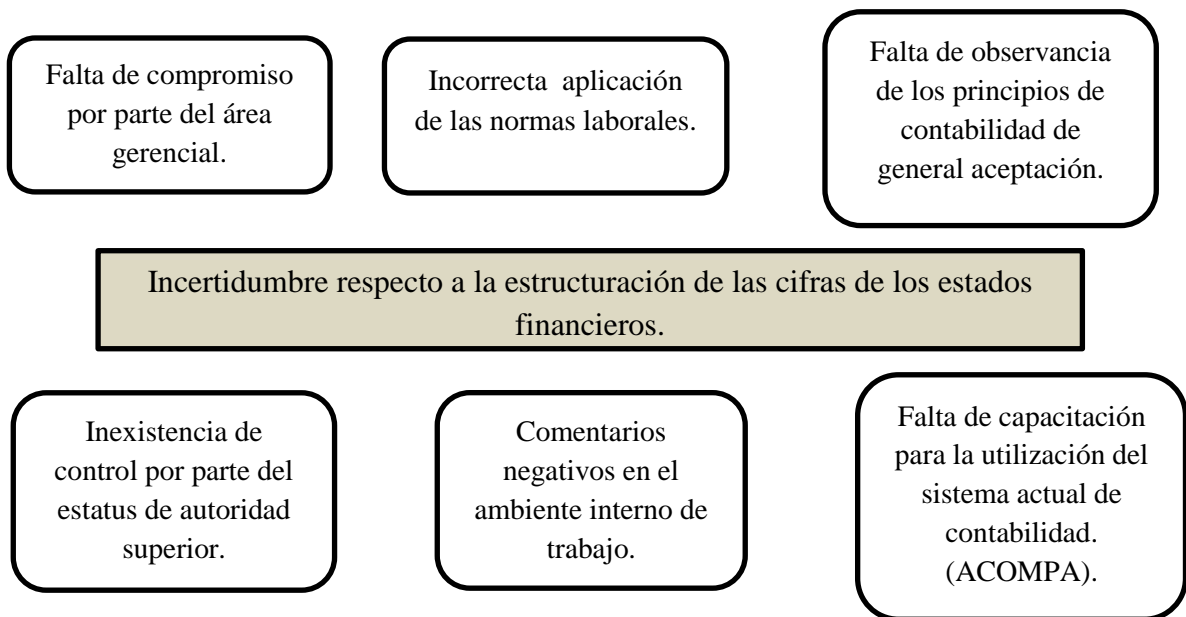 Falta de compromiso
por parte del área
gerencial.
Incorrecta aplicación
de las normas laborales.
Falta de observancia
de los principios de
contabilidad de
general aceptación.
Incertidumbre respecto a la estructuración de las cifras de los estados
financieros.
Inexistencia de
control por parte del
estatus de autoridad
superior.
Comentarios
negativos en el
ambiente interno de
trabajo.
Falta de capacitación
para la utilización del
sistema actual de
contabilidad.
(ACOMPA).